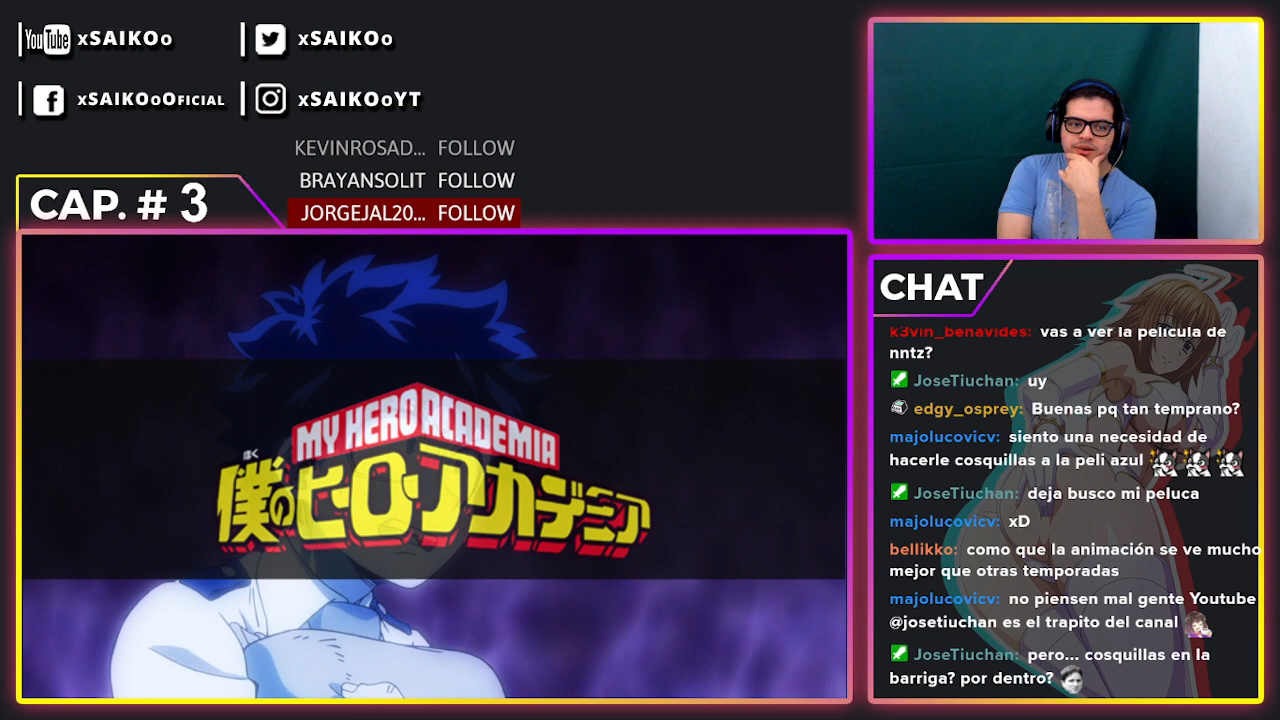 YouTube xSAIKOo
xSAIKOo
xSAIKOoOficial
xSAIKOoYT
KEVINROSAD... FOLLOW
BRAYANSOLIT FOLLOW
JORGEJAL20... FOLLOW
CAP. # 3
MY HERO ACADEMIA
ぼく
僕のヒーローアカデミア
CHAT
k3vin_benavides: vas a ver la pelicula de
nntz?
JoseTiuchan: uy
edgy_osprey: Buenas pq tan temprano?
majolucovicv: siento una necesidad de
hacerle cosquillas a la peli azul
JoseTiuchan: deja busco mi peluca
majolucovicv: xD
bellikko: como que la animación se ve mucho
mejor que otras temporadas
majolucovicv: no piensen mal gente Youtube
@josetiuchan es el trapito del canal
JoseTiuchan: pero... cosquillas en la
barriga? por dentro?